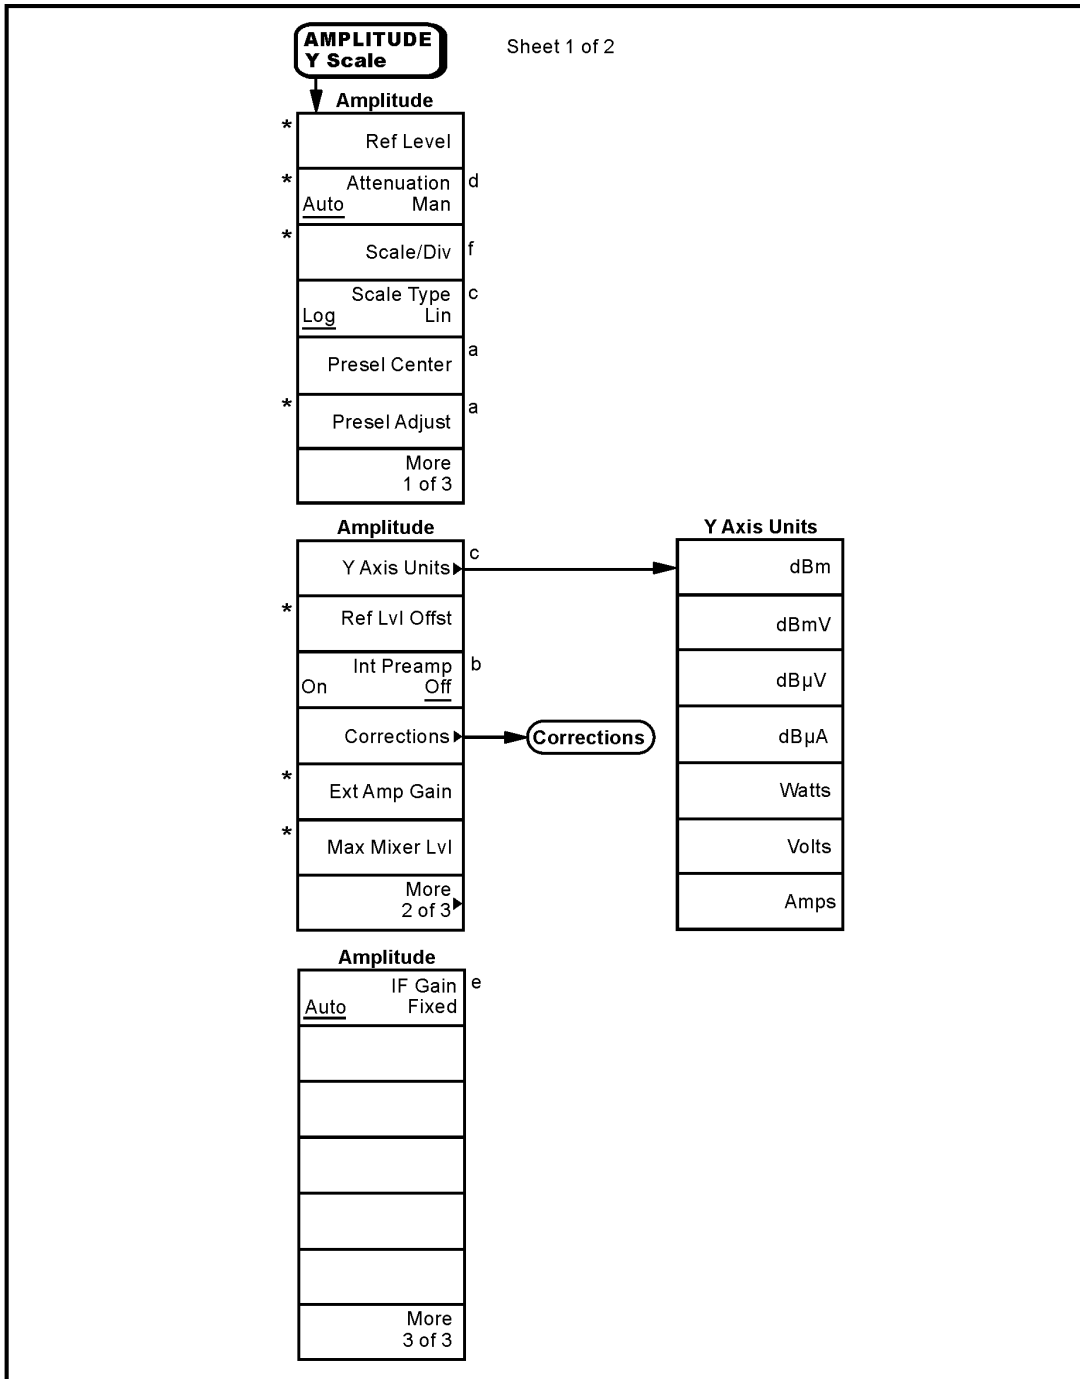 AMPLITUDE
Y Scale
Sheet 1 of 2
Amplitude
*
Ref Level
*
Attenuation d
Auto Man
*
Scale/Div f
Scale Type c
Log Lin
Presel Center a
*
Presel Adjust a
More
1 of 3
Amplitude
Y Axis Units c
*
Ref Lvl Offst
Int Preamp b
On Off
Corrections
Corrections
*
Ext Amp Gain
*
Max Mixer Lvl
More
2 of 3
Y Axis Units
dBm
dBmV
dBµV
dBµA
Watts
Volts
Amps
Amplitude
IF Gain e
Auto Fixed
More
3 of 3